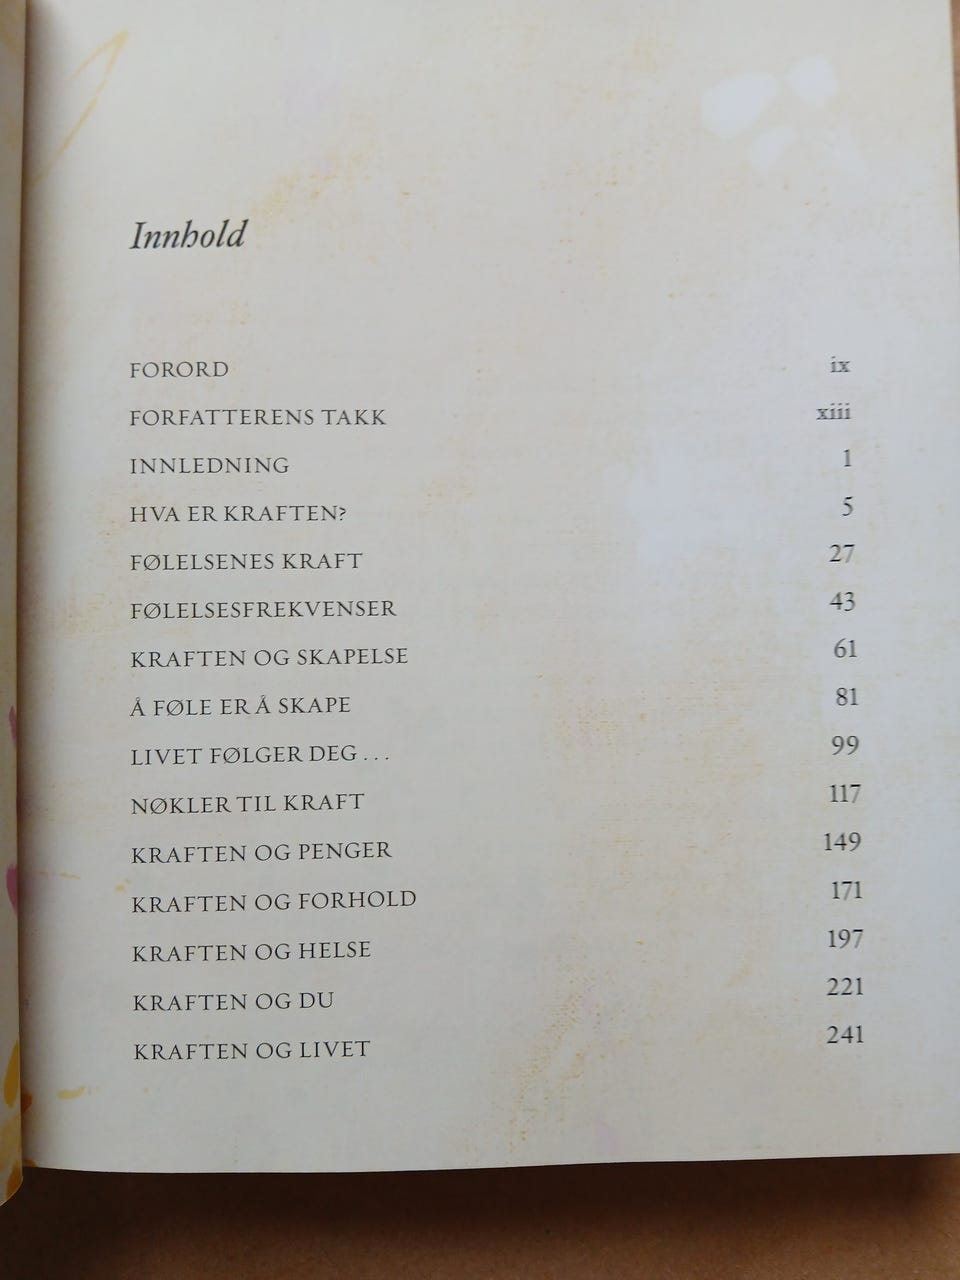 Innhold
FORORD ix
FORFATTERENS TAKK xiii
INNLEDNING 1
HVA ER KRAFTEN? 5
FØLELSENES KRAFT 27
FØLELSESFREKVENSER 43
KRAFTEN OG SKAPELSE 61
Å FØLE ER Å SKAPE 81
LIVET FØLGER DEG ... 99
NØKLER TIL KRAFT 117
KRAFTEN OG PENGER 149
KRAFTEN OG FORHOLD 171
KRAFTEN OG HELSE 197
KRAFTEN OG DU 221
KRAFTEN OG LIVET 241